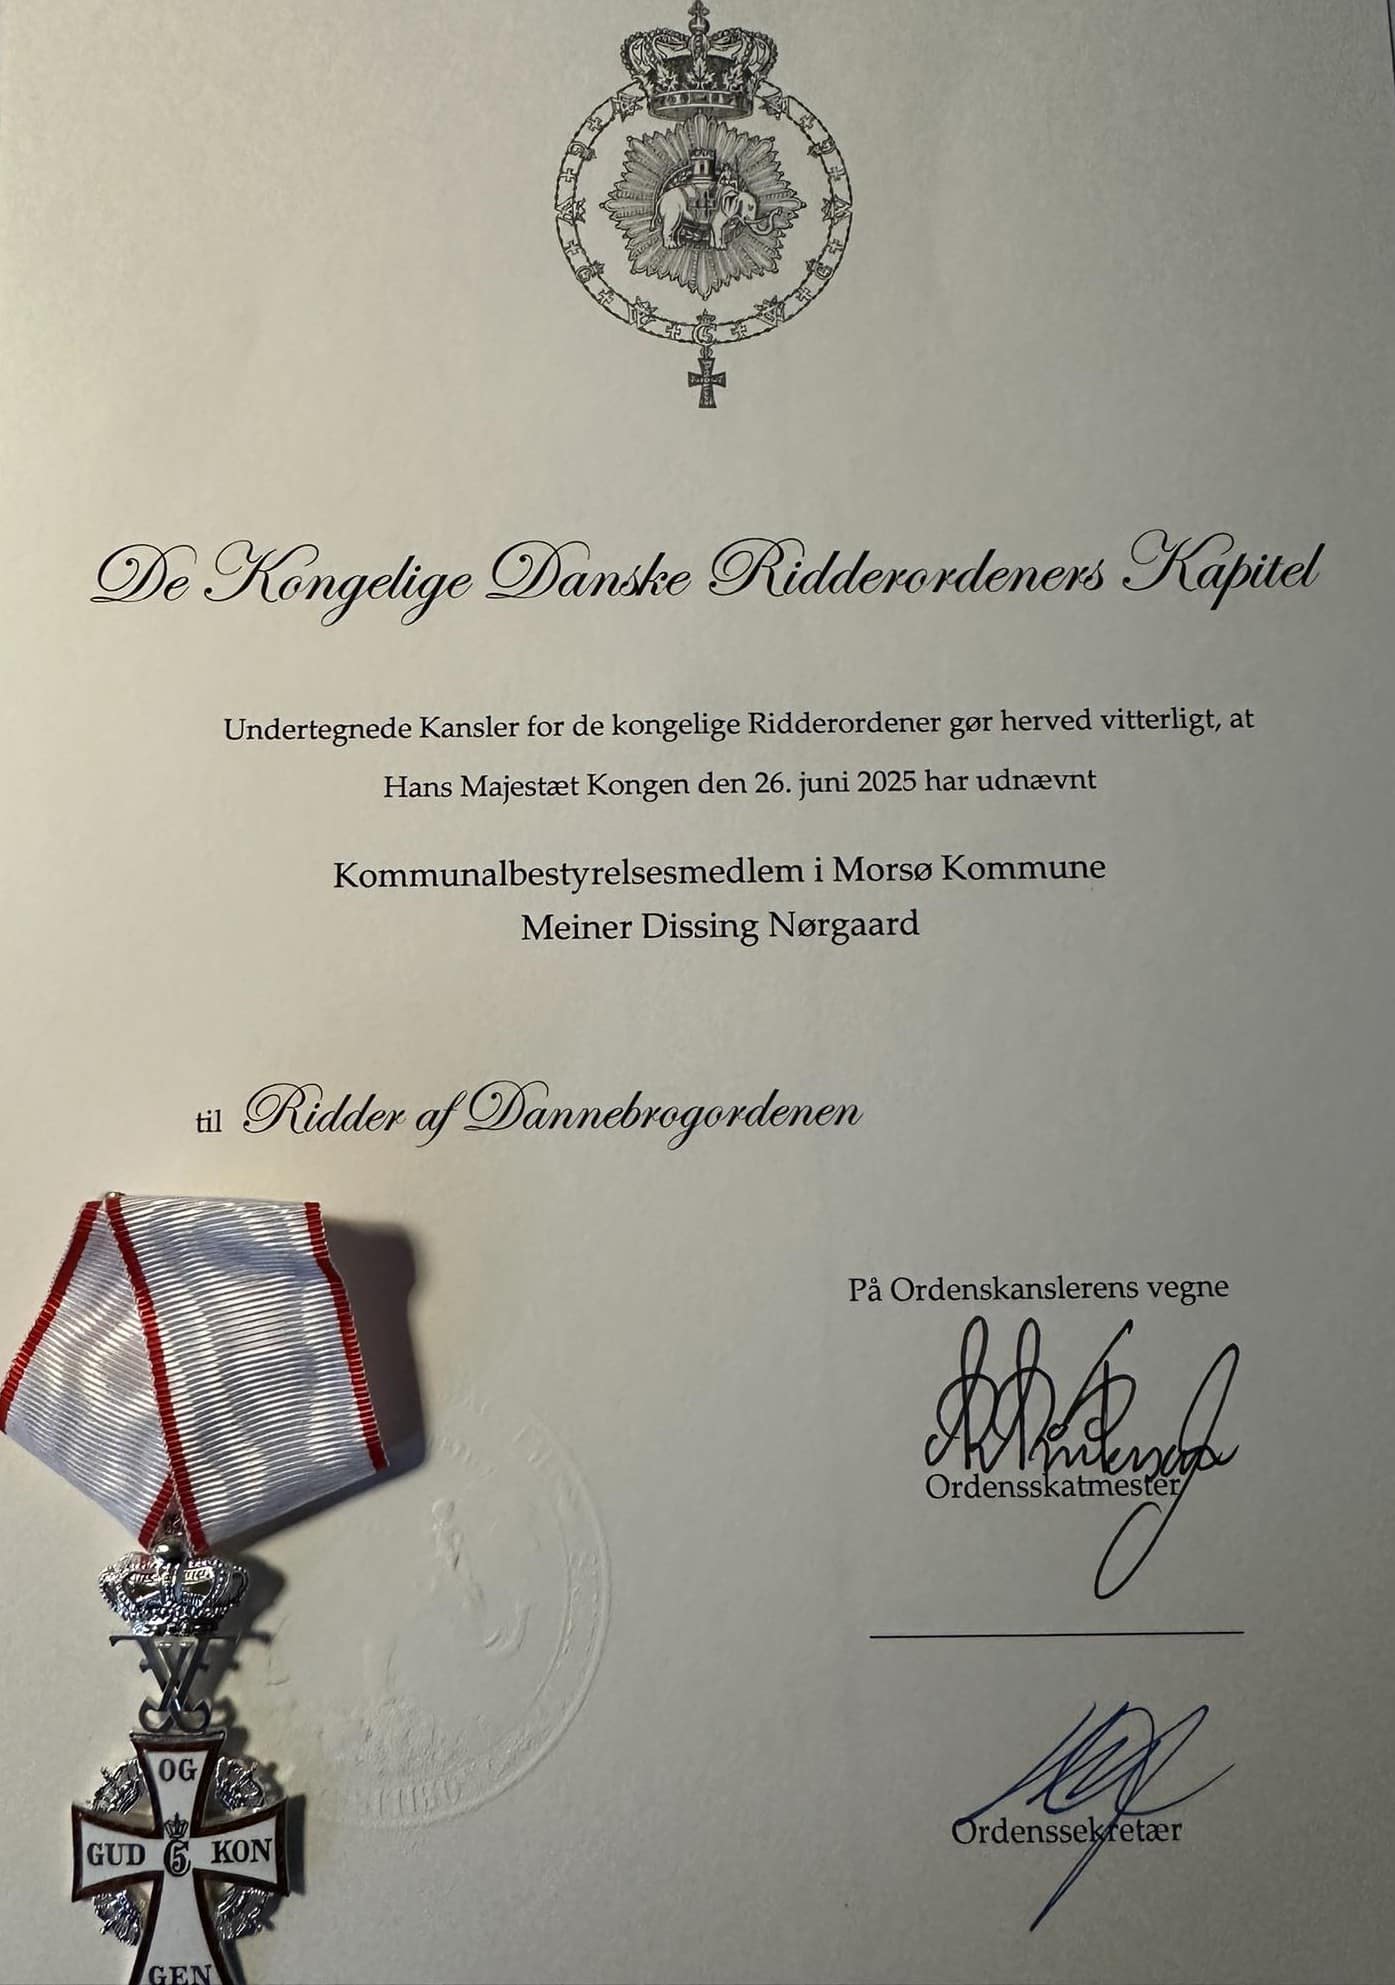 De Kongelige Danske Ridderordeners Kapitel
Undertegnede Kansler for de kongelige Ridderordener gør herved vitterligt, at
Hans Majestæt Kongen den 26. juni 2025 har udnævnt
Kommunalbestyrelsesmedlem i Morsø Kommune
Meiner Dissing Nørgaard
til Ridder af Dannebrogordenen
På Ordenskanslerens vegne
Ordensskatmester
Ordenssekretær
OG
GUD C5 KON
GEN